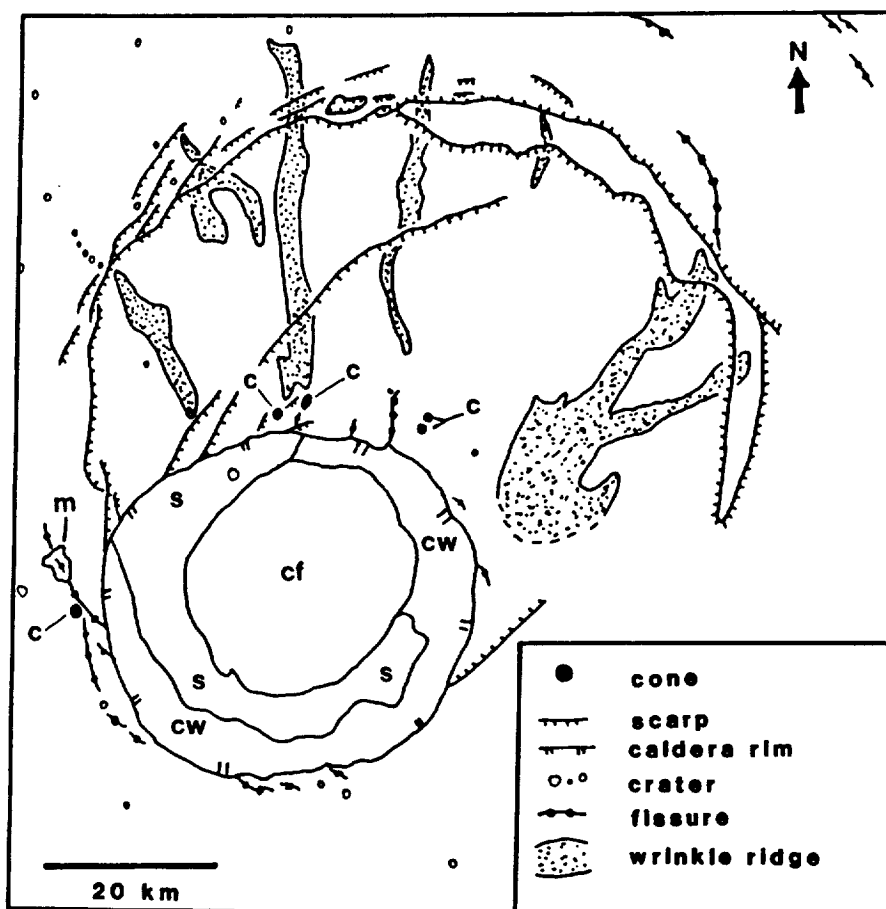 N
c
c
c
s
m
cw
cf
c
s
s
cw
cone
scarp
caldera rim
crater
fissure
wrinkle ridge
20 km